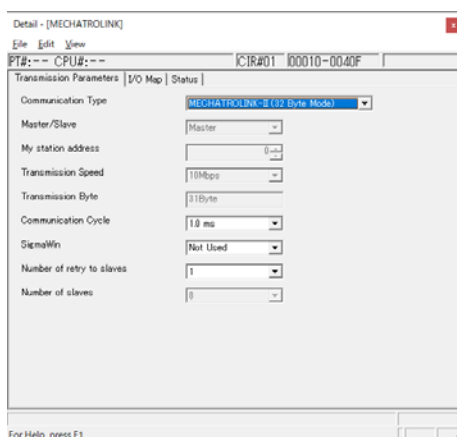 Detail - [MECHATROLINK]
File Edit View
PT#:-- CPU#:-- CIR#01 00010-0040F
Transmission Parameters I/O Map Status
Communication Type MECHATROLINK-II (32 Byte Mode)
Master/Slave Master
My station address 0
Transmission Speed 10Mbps
Transmission Byte 31Byte
Communication Cycle 1.0 ms
SigmaWin Not Used
Number of retry to slaves 1
Number of slaves 0
For Help, press F1